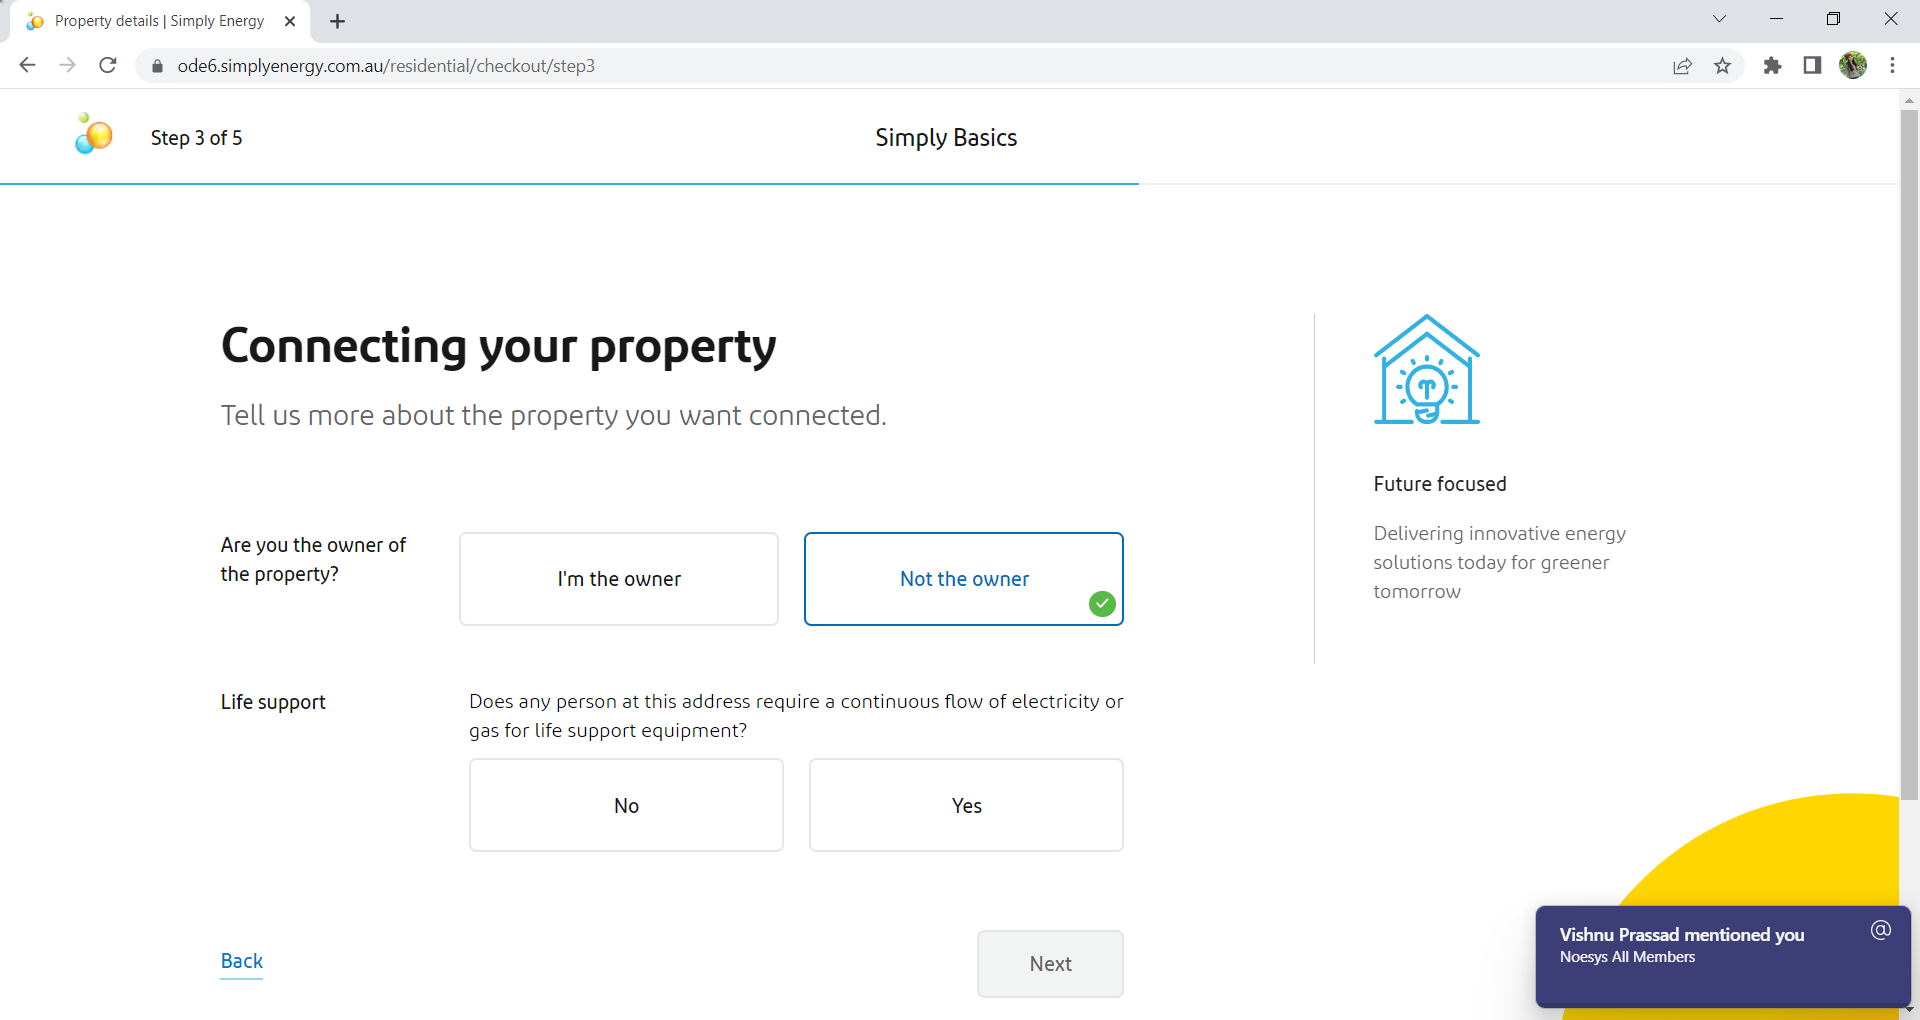 Property details | Simply Energy
ode6.simplyenergy.com.au/residential/checkout/step3
Step 3 of 5
Simply Basics
Connecting your property
Tell us more about the property you want connected.
Are you the owner of
the property?
I'm the owner
Not the owner
Life support
Does any person at this address require a continuous flow of electricity or
gas for life support equipment?
No
Yes
Back
Next
Future focused
Delivering innovative energy
solutions today for greener
tomorrow
Vishnu Prassad mentioned you
@
Noesys All Members